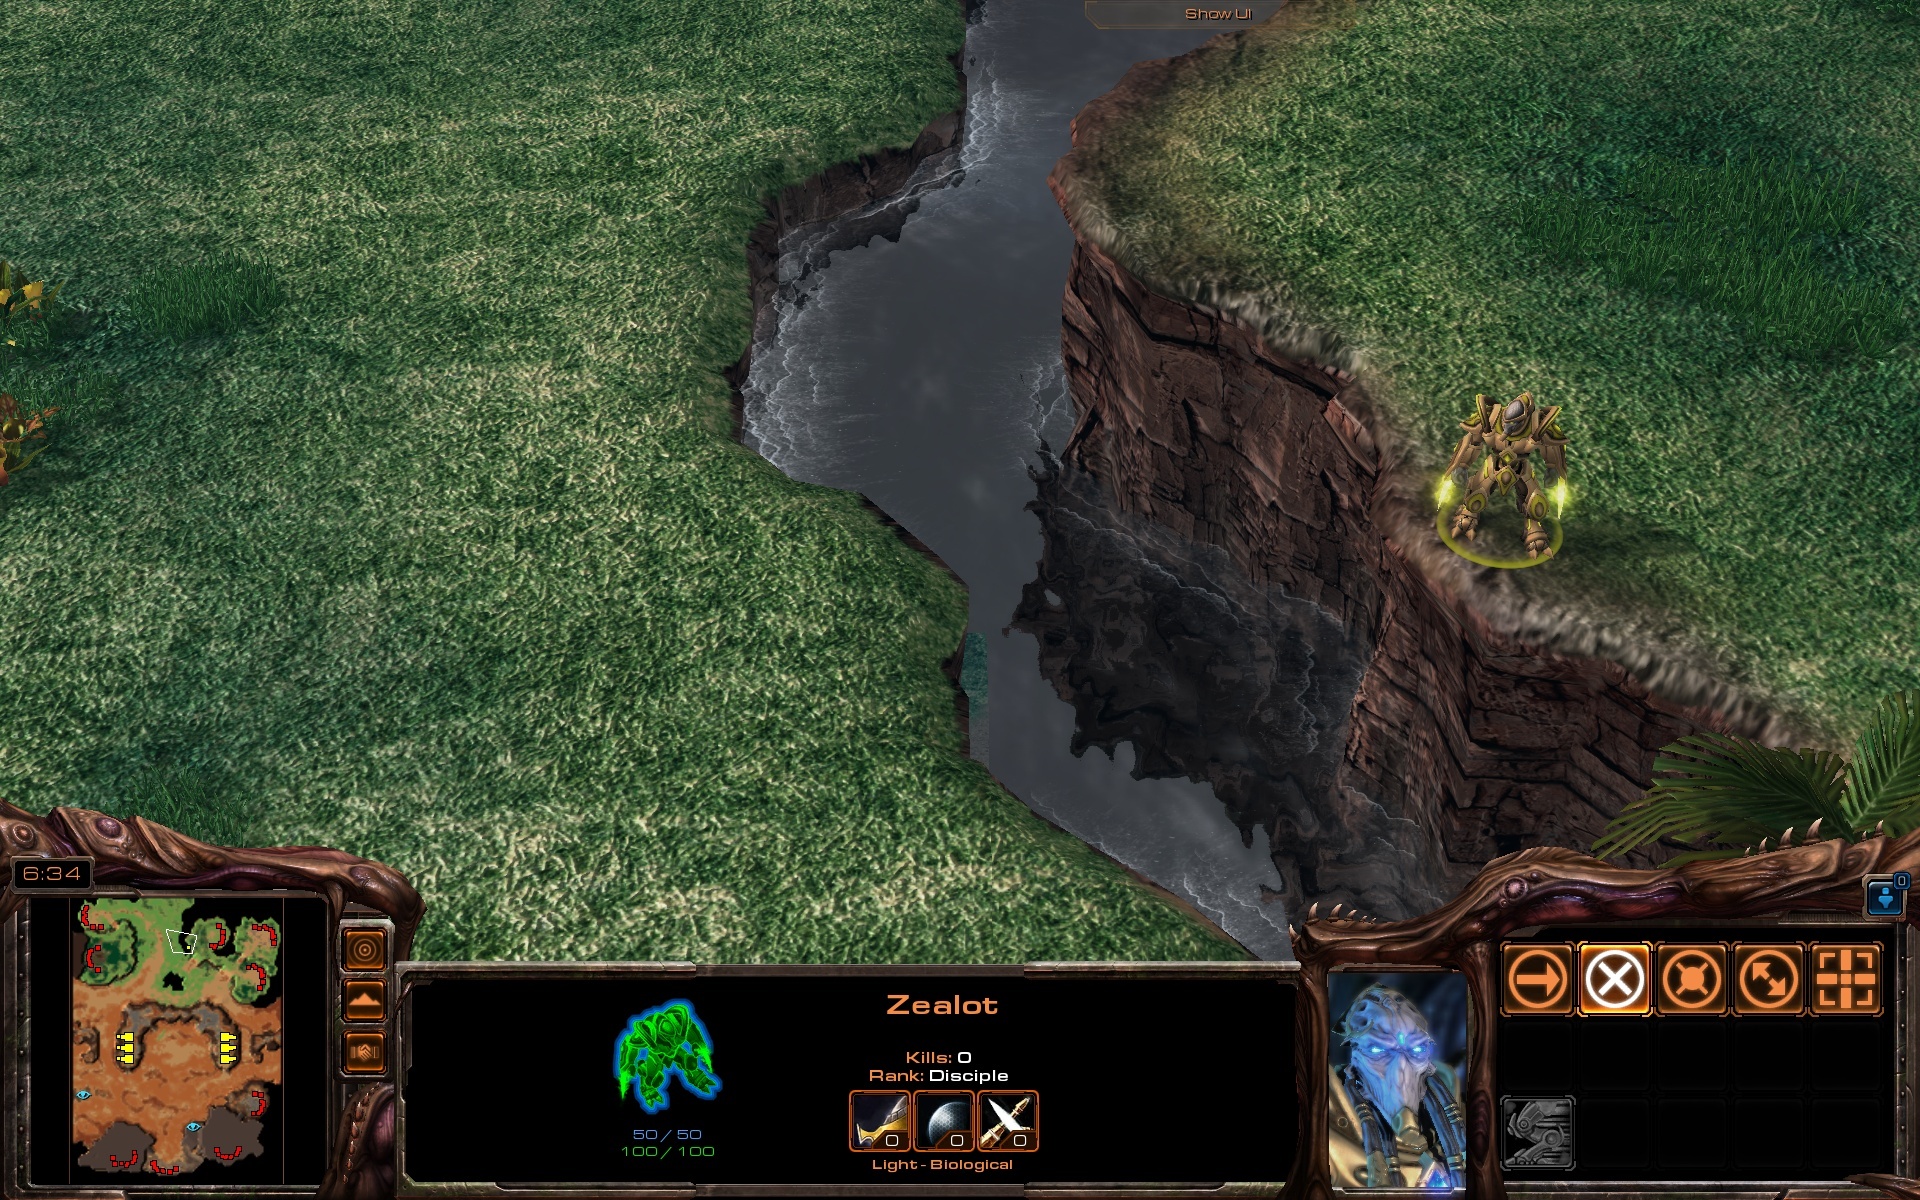 Show UI
6:34
0
Zealot
Kills: 0
Rank: Disciple
50 / 50
100 / 100
0 0 0
Light - Biological